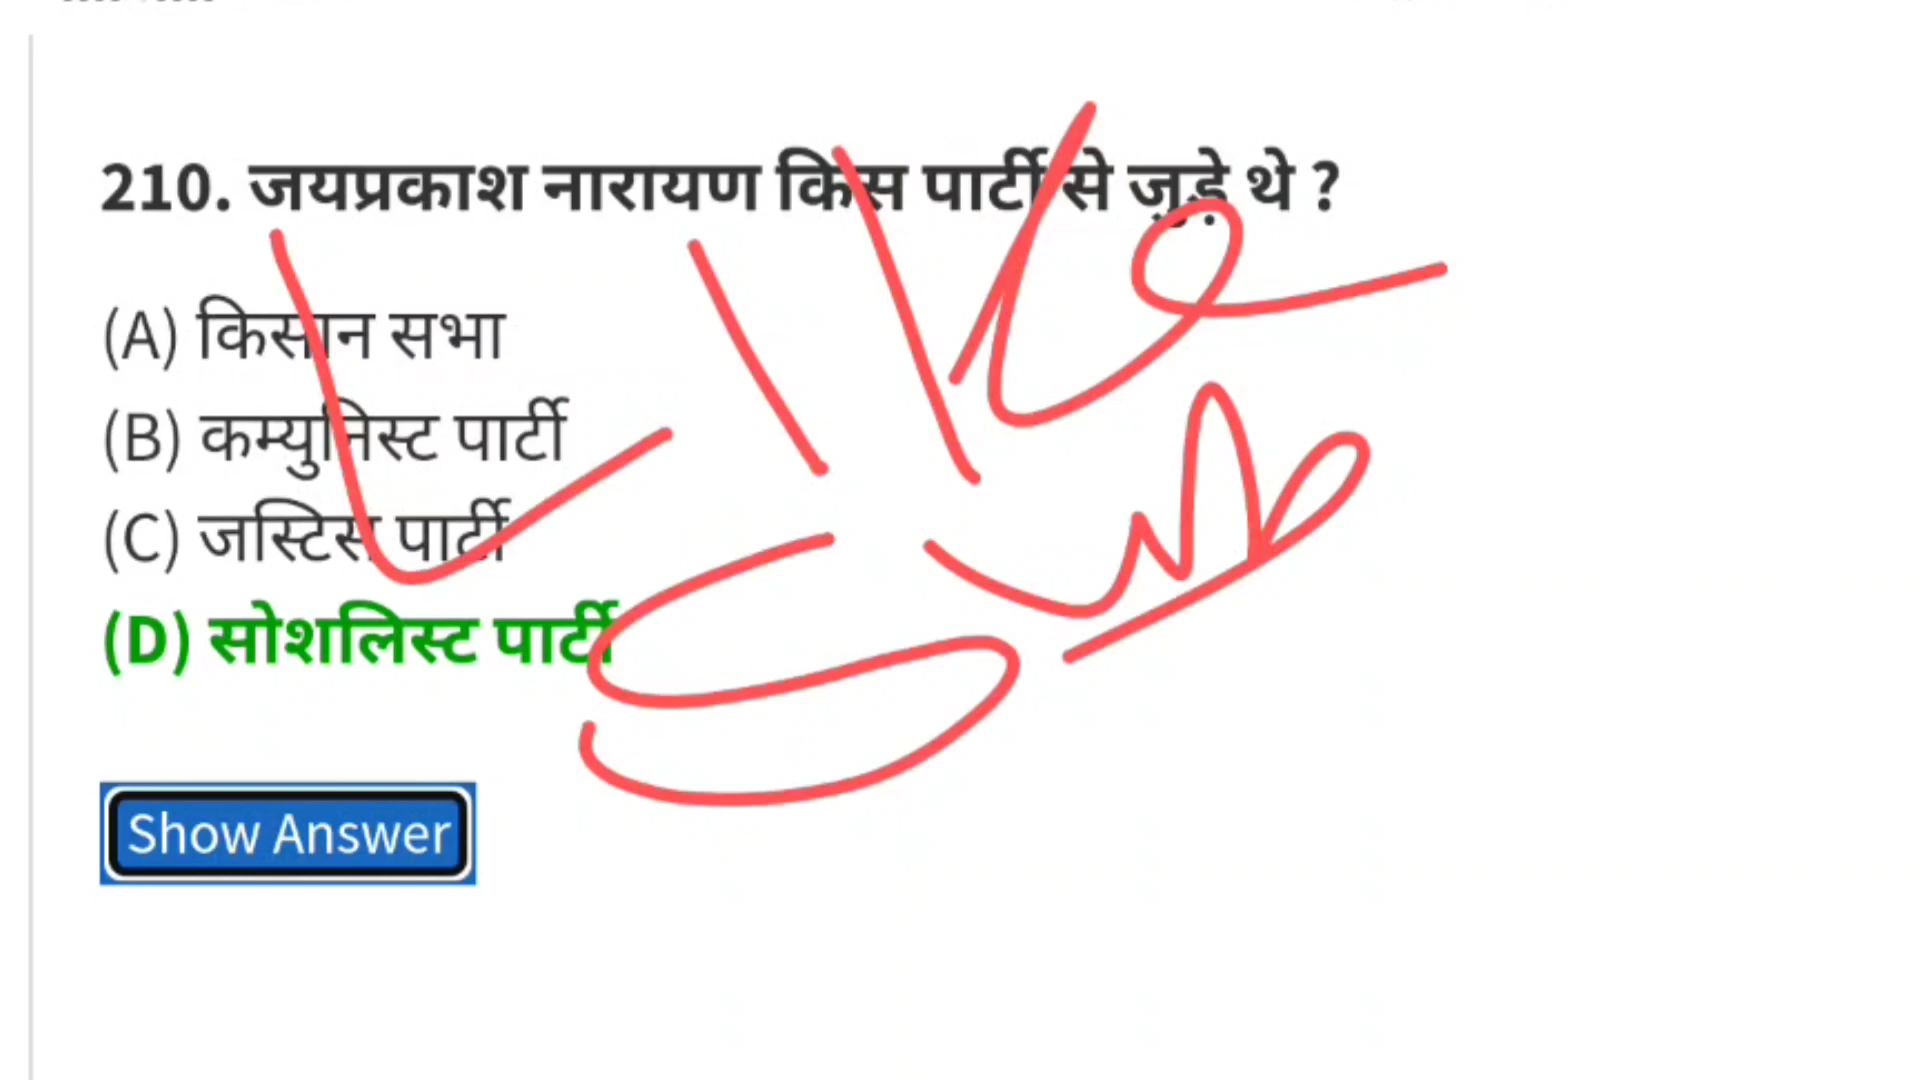 210. जयप्रकाश नारायण किस पार्टी से जुड़े थे ?
(A) किसान सभा
(B) कम्युनिस्ट पार्टी
(C) जस्टिस पार्टी
(D) सोशलिस्ट पार्टी
Show Answer
Like
Sub